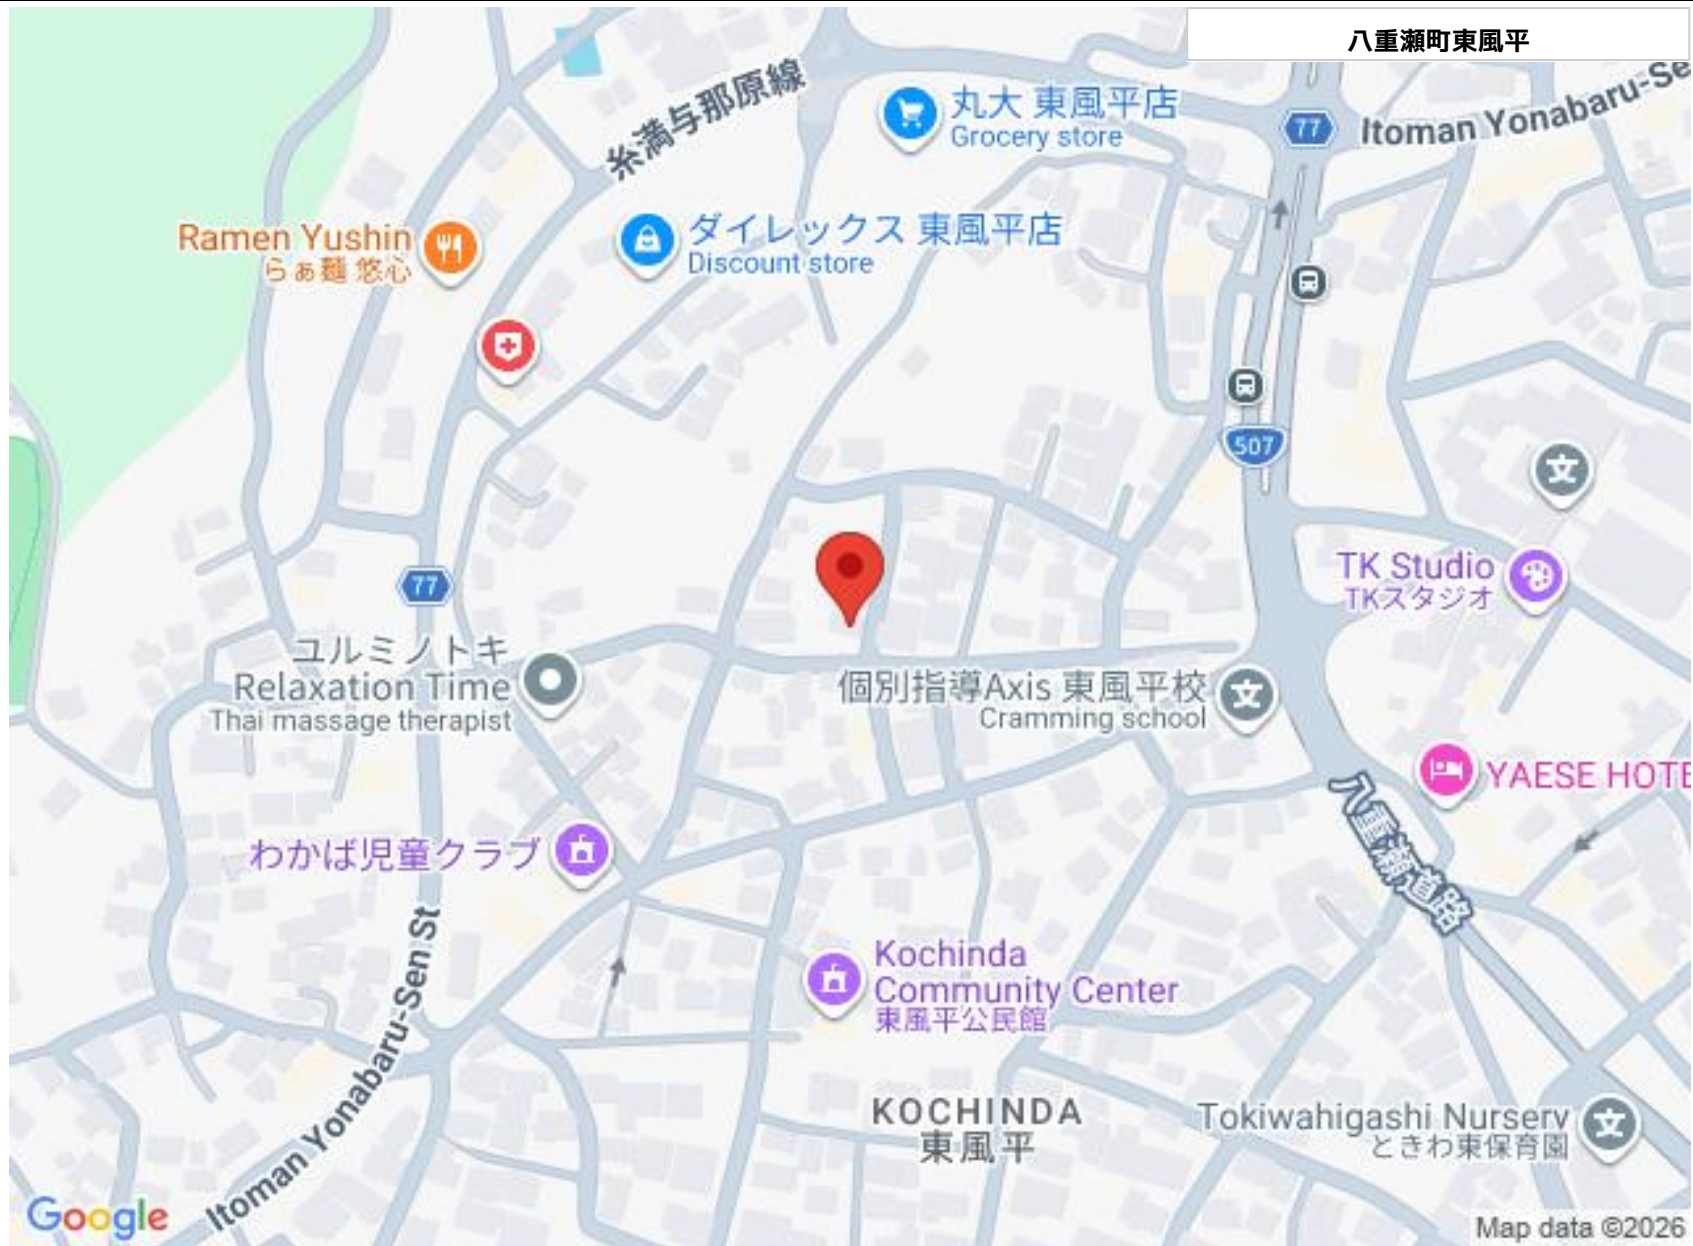 八重瀬町東風平
糸満与那原線
丸大 東風平店
Grocery store
77
Itoman Yonabaru-Se
Ramen Yushin
らぁ麺 悠心
ダイレックス 東風平店
Discount store
507
文
77
TK Studio
TKスタジオ
ユルミノトキ
Relaxation Time
Thai massage therapist
個別指導Axis 東風平校
Cramming school
文
YAESE HOTE
八重瀬道路
わかば児童クラブ
Itoman Yonabaru-Sen St
Kochinda
Community Center
東風平公民館
KOCHINDA
東風平
Tokiwahigashi Nursery
ときわ東保育園
文
Google
Map data ©2026